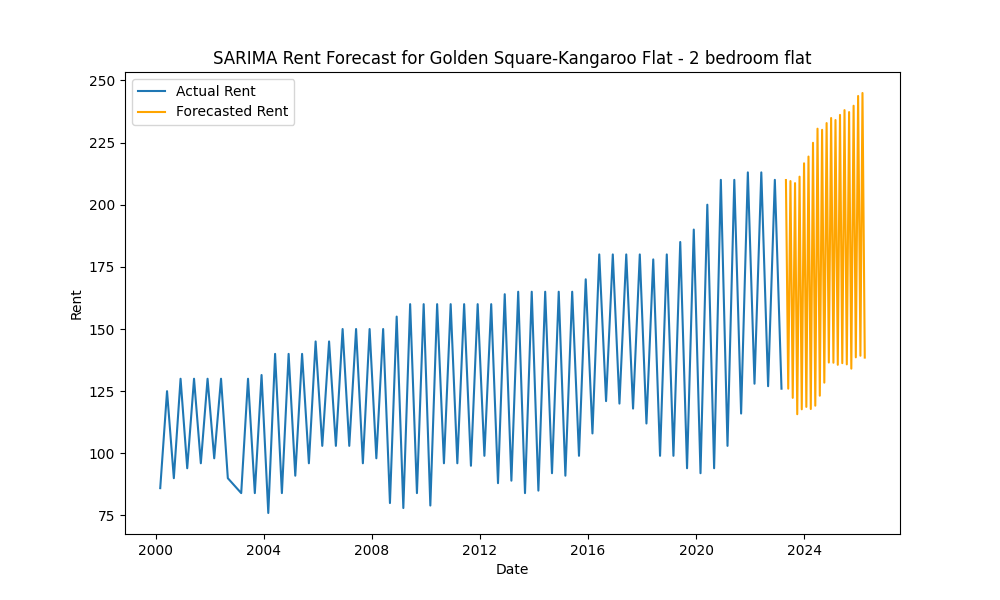 SARIMA Rent Forecast for Golden Square-Kangaroo Flat - 2 bedroom flat
Actual Rent
Forecasted Rent
250
225
200
175
150
125
100
75
Rent
2000 2004 2008 2012 2016 2020 2024
Date